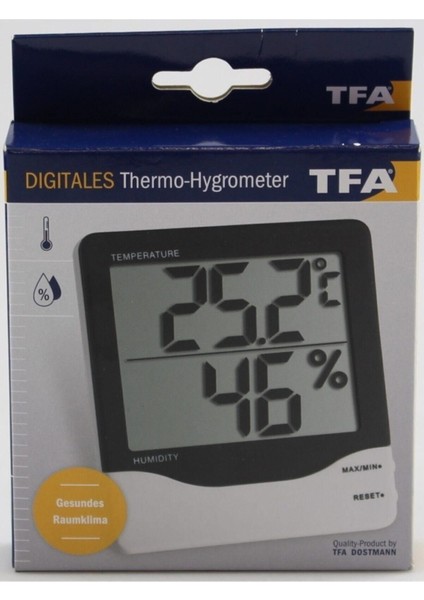 TFA
DIGITALES Thermo-Hygrometer TFA
TEMPERATURE
25.2°C
%
46%
HUMIDITY
MAX/MIN
RESET
Gesundes
Raumklima
Quality-Product by
TFA DOSTMANN